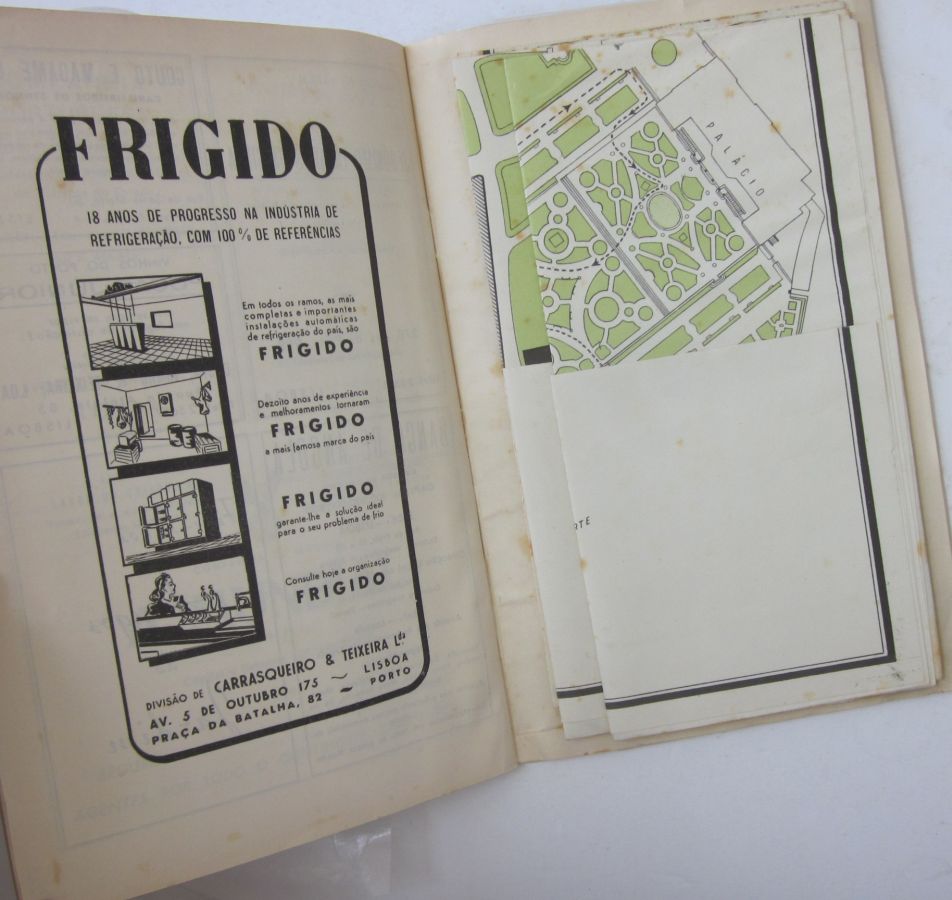 FRIGIDO
18 ANOS DE PROGRESSO NA INDÚSTRIA DE
REFRIGERAÇÃO, COM 100% DE REFERÊNCIAS
Em todos os ramos, as mais
completas e importantes
instalações automáticas
de refrigeração do país, são
FRIGIDO
Dezoito anos de experiência
e melhoramentos tornaram
FRIGIDO
a mais famosa marca do país
FRIGIDO
garante-lhe a solução ideal
para o seu problema de frio
Consulte hoje a organização
FRIGIDO
DIVISÃO DE CARRASQUEIRO & TEIXEIRA Lda.
AV. 5 DE OUTUBRO 175 ~ LISBOA
PRAÇA DA BATALHA, 82 ~ PORTO
PALÁCIO